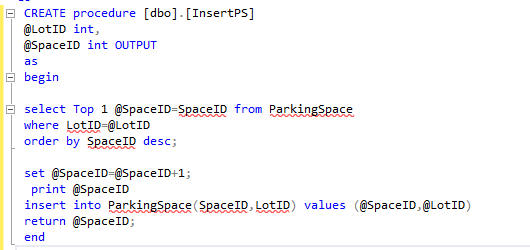 CREATE procedure [dbo].[InsertPS]
@LotID int,
@SpaceID int OUTPUT
as
begin
select Top 1 @SpaceID=SpaceID from ParkingSpace
where LotID=@LotID
order by SpaceID desc;
set @SpaceID=@SpaceID+1;
print @SpaceID
insert into ParkingSpace(SpaceID,LotID) values (@SpaceID,@LotID)
return @SpaceID;
end